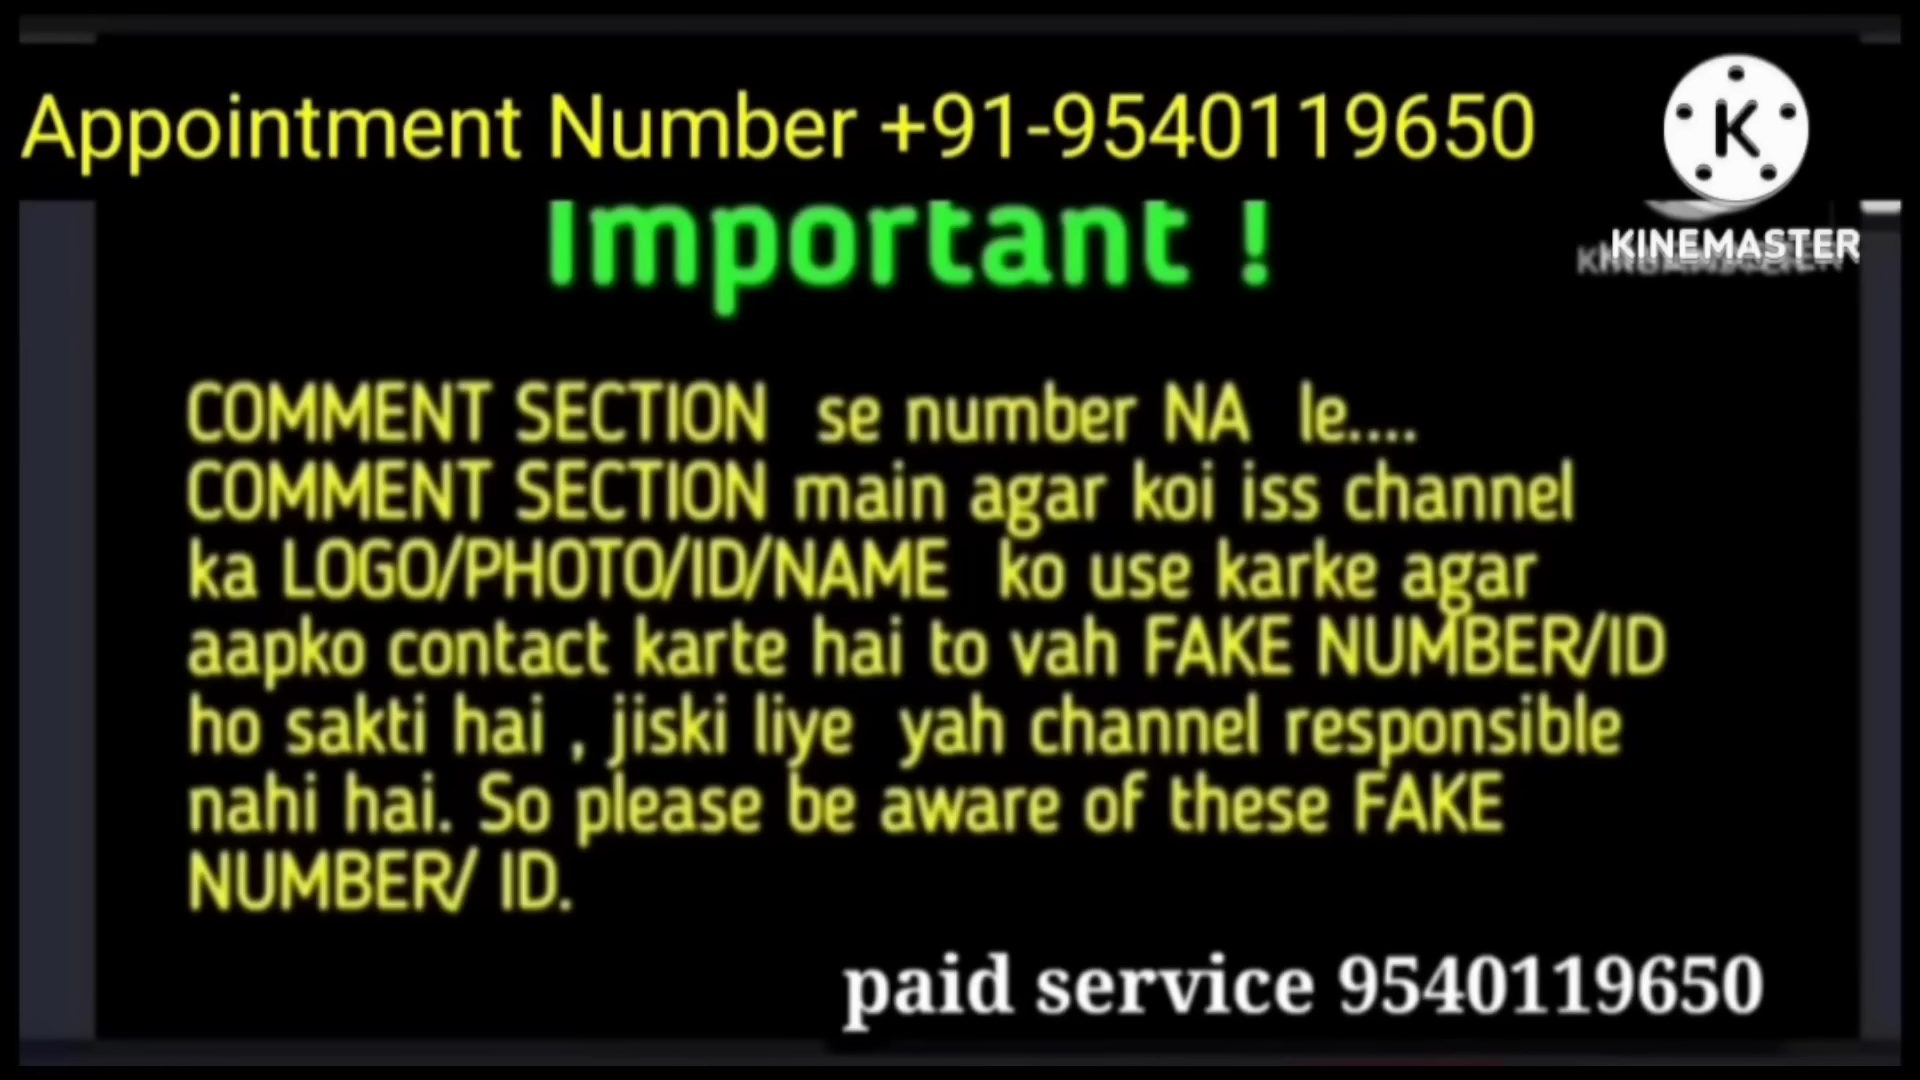 Appointment Number +91-9540119650
K
KINEMASTER
Important !
COMMENT SECTION se number NA le....
COMMENT SECTION main agar koi iss channel
ka LOGO/PHOTO/ID/NAME ko use karke agar
aapko contact karte hai to vah FAKE NUMBER/ID
ho sakti hai , jiski liye yah channel responsible
nahi hai. So please be aware of these FAKE
NUMBER/ ID.
paid service 9540119650